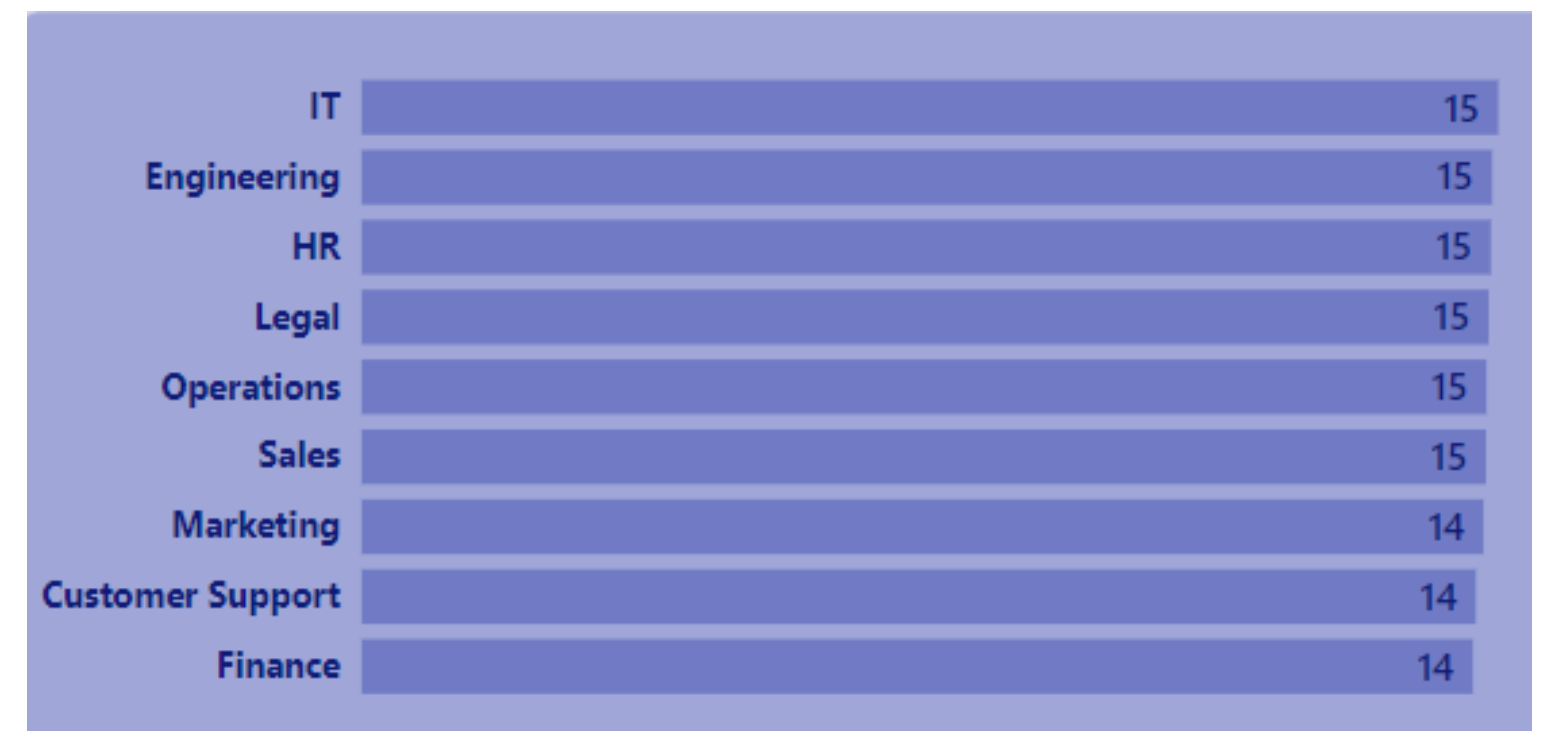 IT 15
Engineering 15
HR 15
Legal 15
Operations 15
Sales 15
Marketing 14
Customer Support 14
Finance 14